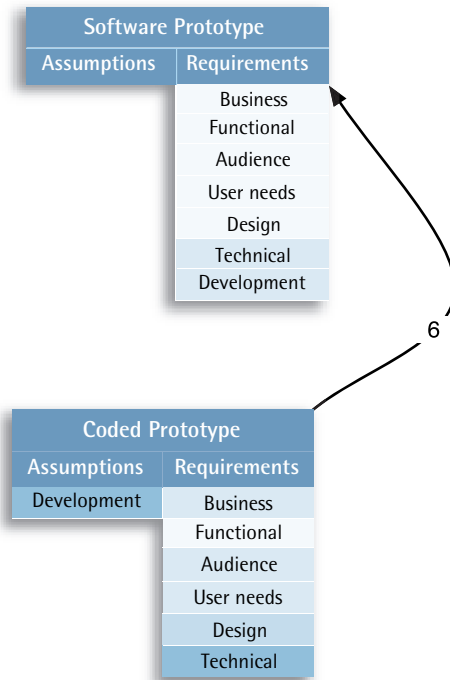 Software Prototype
Assumptions Requirements
Business
Functional
Audience
User needs
Design
Technical
Development
6
Coded Prototype
Assumptions Requirements
Development Business
Functional
Audience
User needs
Design
Technical